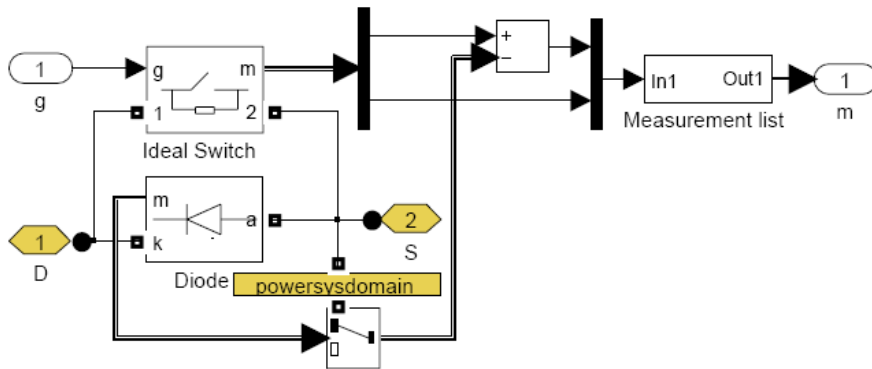 1
g
g
m
1
2
Ideal Switch
+
−
In1
Out1
Measurement list
1
m
m
a
k
Diode
1
D
2
S
powersysdomain